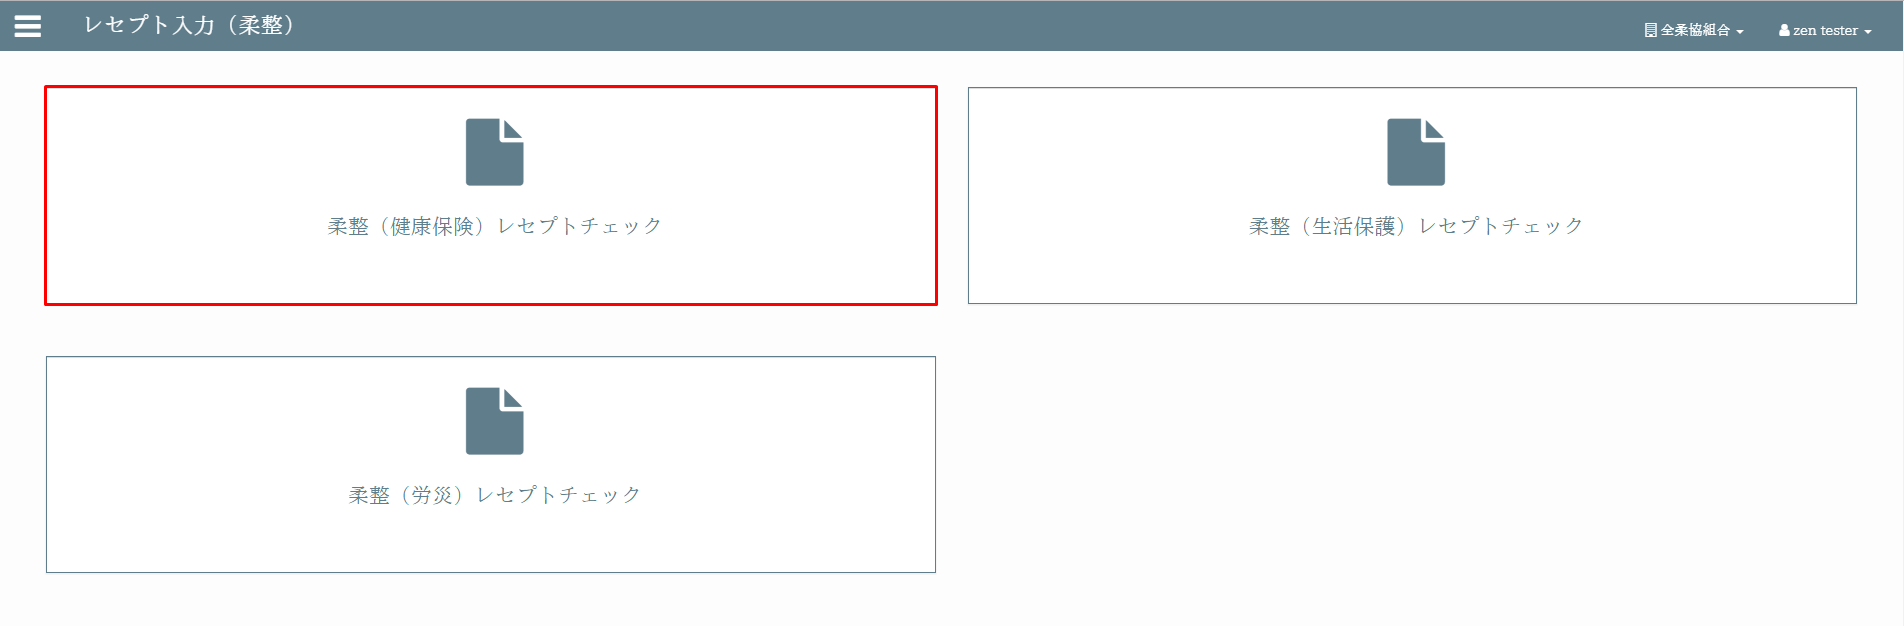 レセプト入力（柔整）
全柔協組合
zen tester
柔整（健康保険）レセプトチェック
柔整（生活保護）レセプトチェック
柔整（労災）レセプトチェック